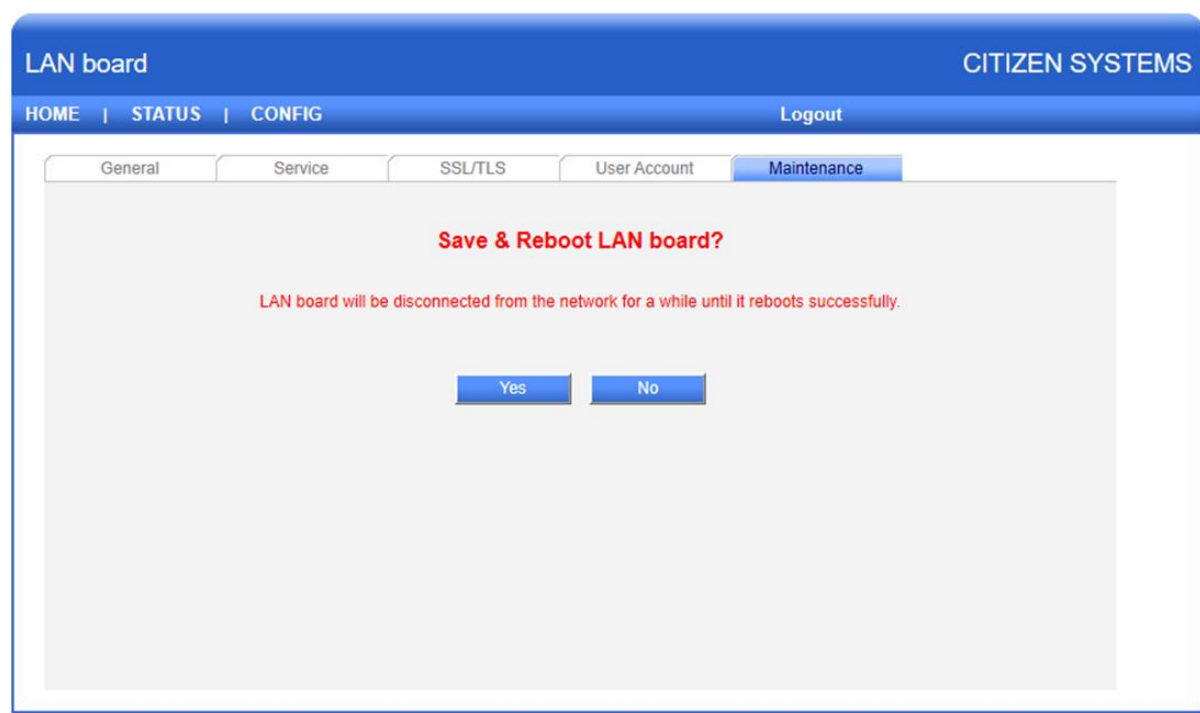 LAN board CITIZEN SYSTEMS
HOME | STATUS | CONFIG Logout
General Service SSL/TLS User Account Maintenance
Save & Reboot LAN board?
LAN board will be disconnected from the network for a while until it reboots successfully.
Yes No